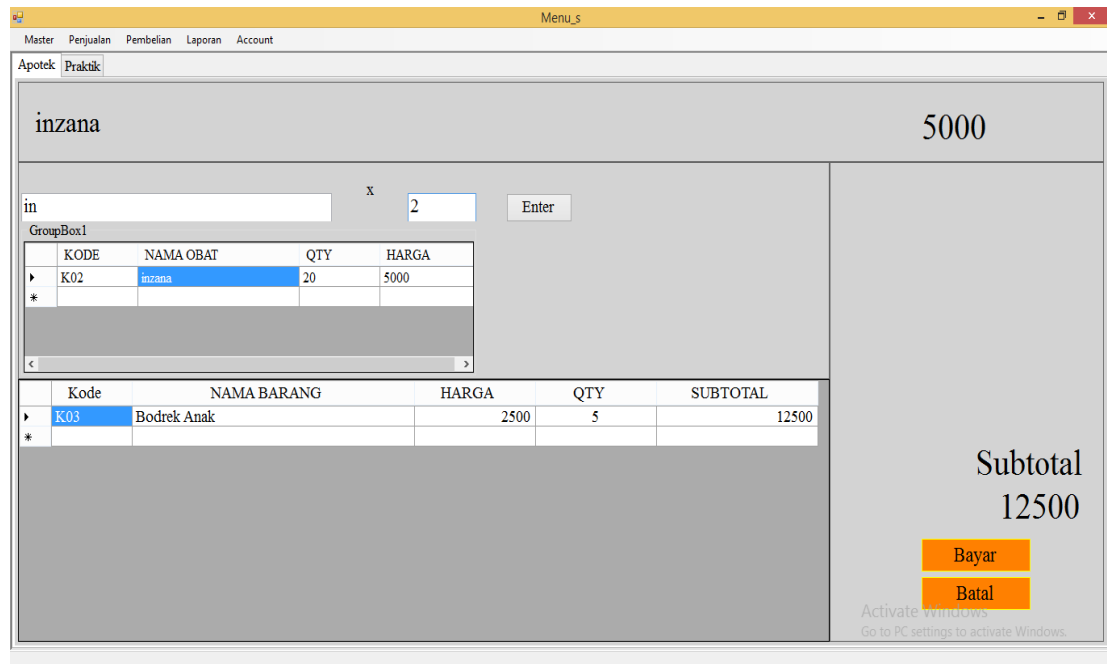 Menu_s
Master Penjualan Pembelian Laporan Account
Apotek Praktik
inzana 5000
in x 2 Enter
GroupBox1
KODE NAMA OBAT QTY HARGA
K02 inzana 20 5000
Kode NAMA BARANG HARGA QTY SUBTOTAL
K03 Bodrek Anak 2500 5 12500
Subtotal
12500
Bayar
Batal
Activate Windows
Go to PC settings to activate Windows.